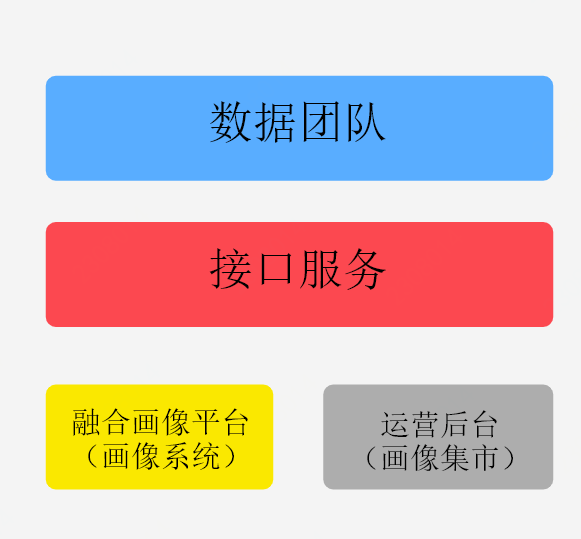 数据团队
接口服务
融合画像平台
（画像系统）
运营后台
（画像集市）